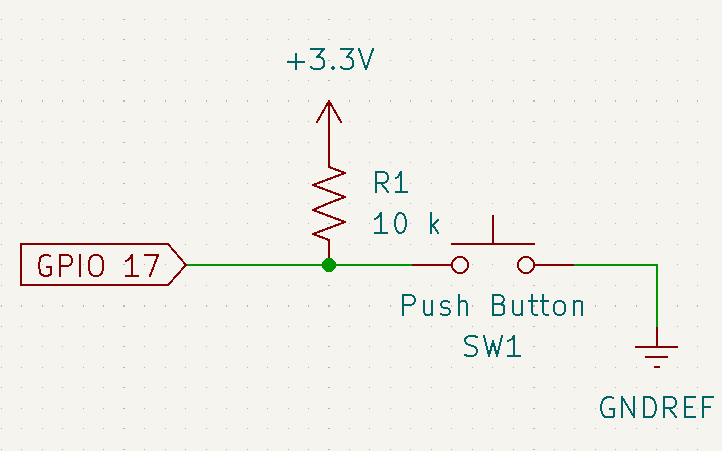 +3.3V
R1
10 k
GPIO 17
Push Button
SW1
GNDREF